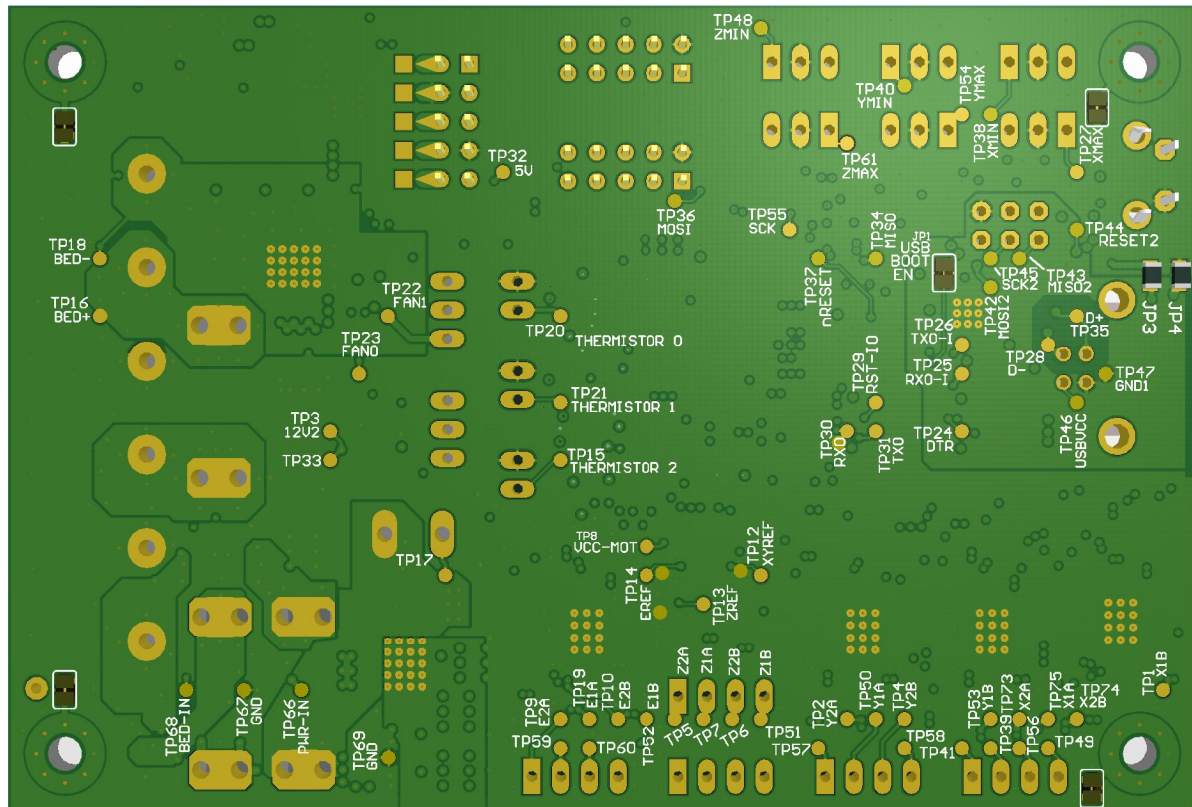 TP48
ZMIN
TP40
YMIN
TP54
YMAX
TP38
XMIN
TP27
XMAX
TP61
ZMAX
TP32
5V
TP36
MOSI
TP55
SCK
TP34
MISO
JP1
USB
BOOT
EN
TP37
nRESET
TP44
RESET2
TP45
SCK2
TP43
MISO2
TP42
MOSI2
TP18
BED-
TP16
BED+
TP22
FAN1
TP23
FAN0
TP20
THERMISTOR 0
TP26
TXO-I
TP25
RXO-I
D+
TP35
TP28
D-
JP3
JP4
TP47
GND1
TP29
RST-IO
TP21
THERMISTOR 1
TP3
12V2
TP33
TP30
RXO
TP31
TXO
TP24
DTR
TP46
USBVCC
TP15
THERMISTOR 2
TP17
TP8
VCC-MOT
TP14
EREF
TP12
XYREF
TP13
ZREF
TP68
BED-IN
TP67
GND
TP66
PWR-IN
TP69
GND
TP9
E2A
TP19
E1A
TP10
E2B
TP52
E1B
Z2A
Z1A
Z2B
Z1B
TP5
TP7
TP6
TP51
TP59
TP60
TP2
Y2A
TP50
Y1A
TP4
Y2B
TP57
TP58
TP41
TP53
Y1B
TP73
X2A
TP75
X1A
TP74
X2B
TP39
TP56
TP49
TP1
X1B